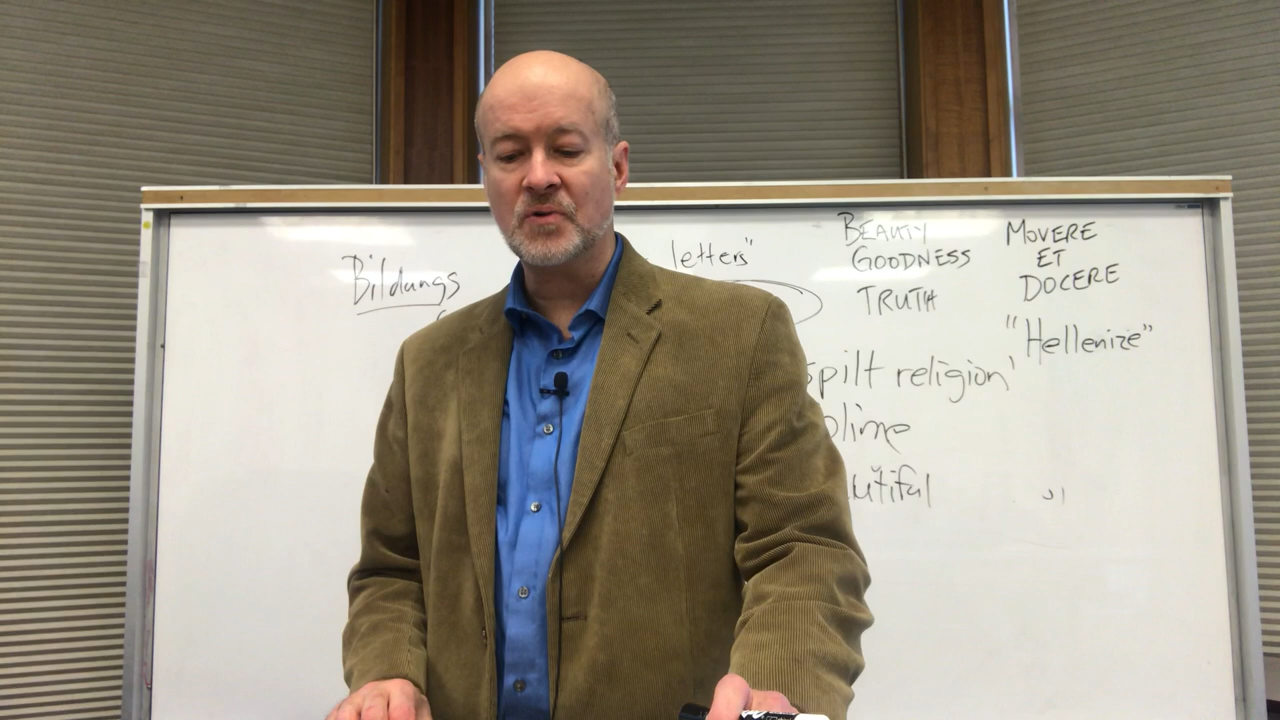 Bildungs
letters"
BEAUTY
GOODNESS
TRUTH
MOVERE
ET
DOCERE
"Hellenize"
spilt religion'